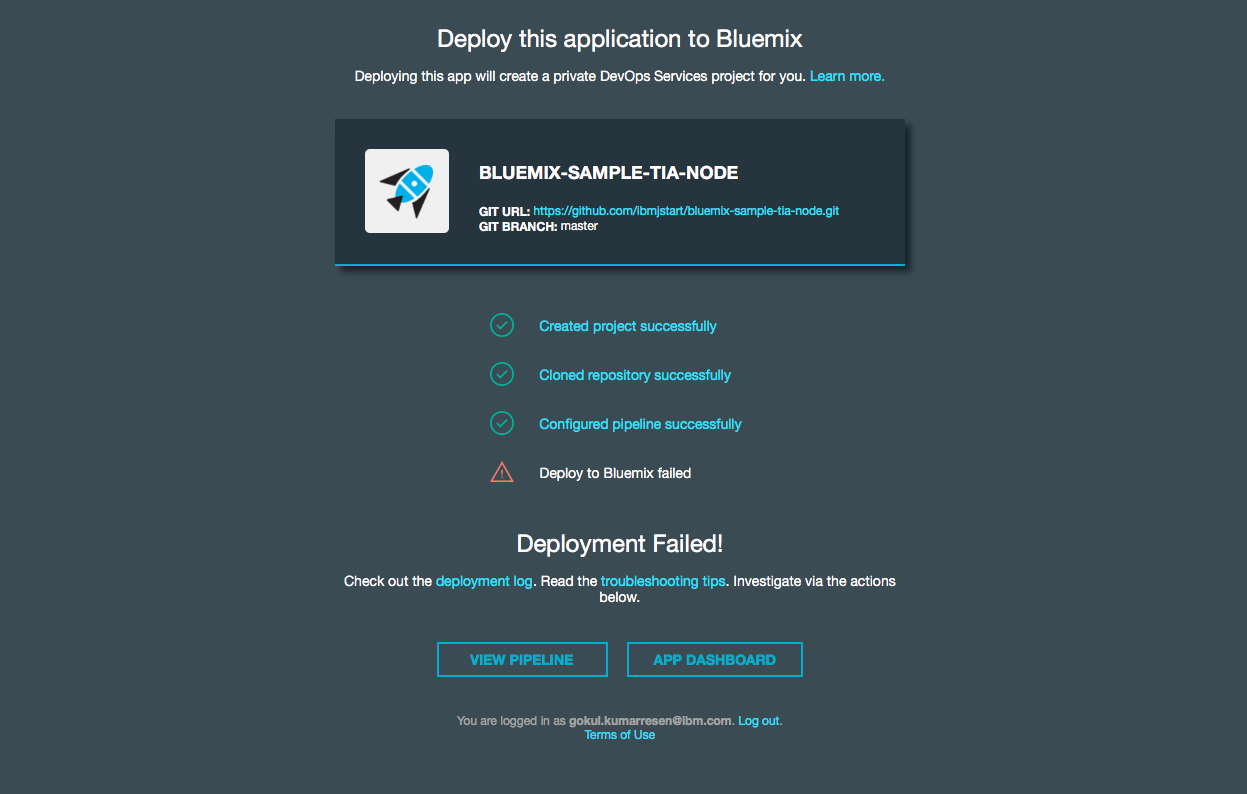 Deploy this application to Bluemix
Deploying this app will create a private DevOps Services project for you. Learn more.
BLUEMIX-SAMPLE-TIA-NODE
GIT URL: https://github.com/ibmjstart/bluemix-sample-tia-node.git
GIT BRANCH: master
Created project successfully
Cloned repository successfully
Configured pipeline successfully
Deploy to Bluemix failed
Deployment Failed!
Check out the deployment log. Read the troubleshooting tips. Investigate via the actions
below.
VIEW PIPELINE
APP DASHBOARD
You are logged in as gokul.kumarresen@ibm.com. Log out.
Terms of Use